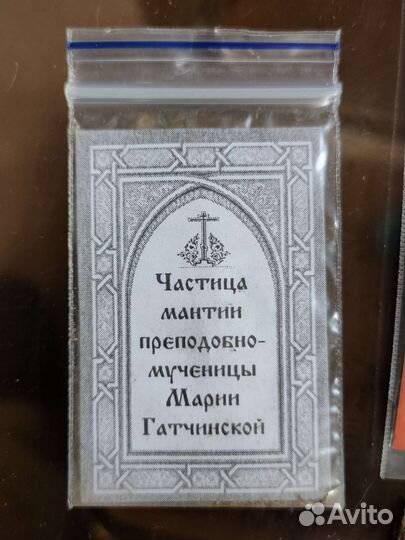 Частица
мантии
преподобно-
мученицы
Марии
Гатчинской
Avito